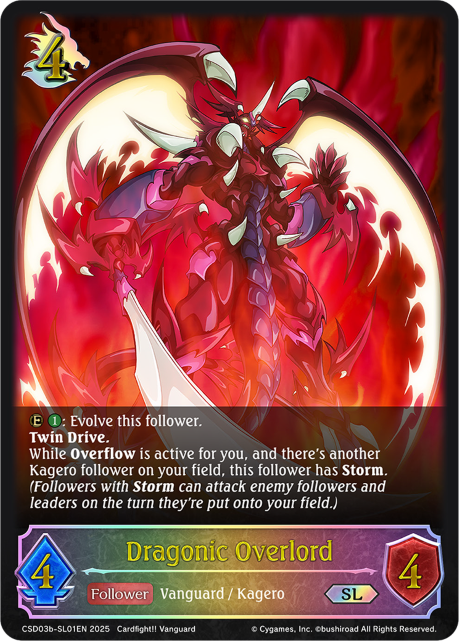 4
E 1: Evolve this follower.
Twin Drive.
While Overflow is active for you, and there's another
Kagero follower on your field, this follower has Storm.
(Followers with Storm can attack enemy followers and
leaders on the turn they're put onto your field.)
Dragonic Overlord
4 Follower Vanguard / Kagero SL 4
CSD03b-SL01EN 2025 Cardfight!! Vanguard © Cygames, Inc. ©bushiroad All Rights Reserved.